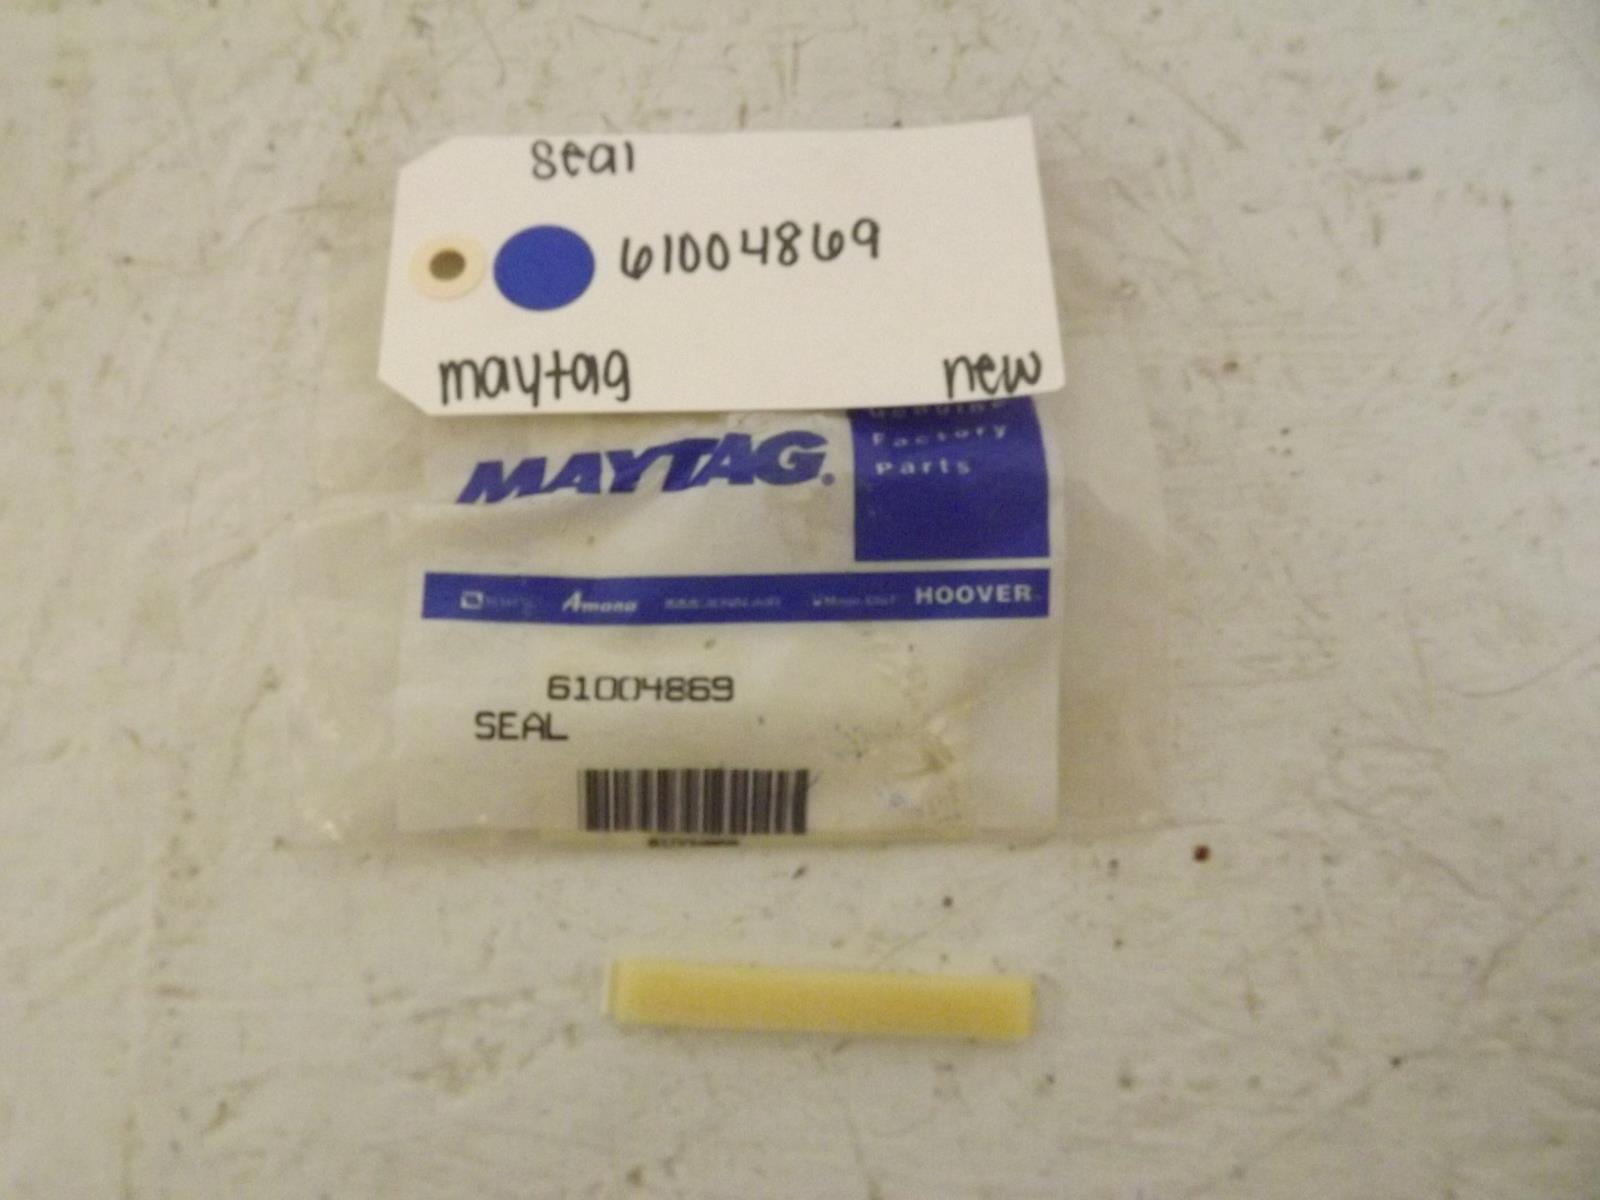 seal
61004869
maytag new
MAYTAG®
Genuine
Factory
Parts
Amana HOOVER
61004869
SEAL